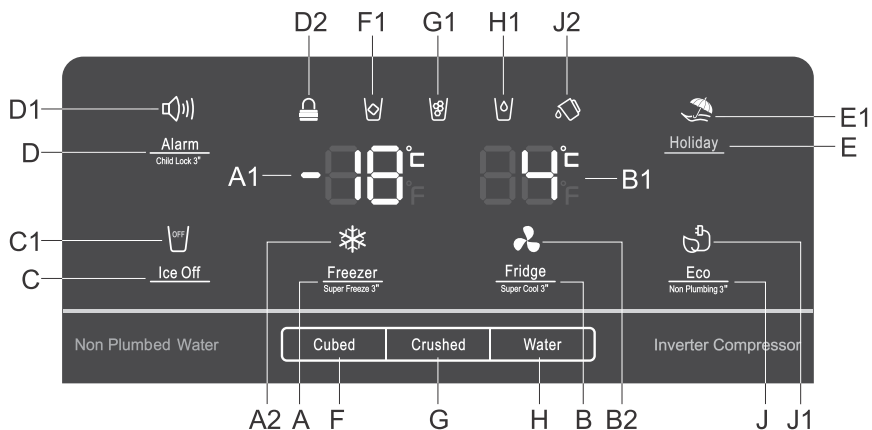 D2 F1 G1 H1 J2
D1
E1
D
Alarm
Child Lock 3"
Holiday
E
A1
-18 °C
°F
4 °C
°F
B1
C1
OFF
C
Ice Off
Freezer
Super Freeze 3"
Fridge
Super Cool 3"
Eco
Non Plumbing 3"
Non Plumbed Water
Cubed
Crushed
Water
Inverter Compressor
A2 A F G H B B2 J J1